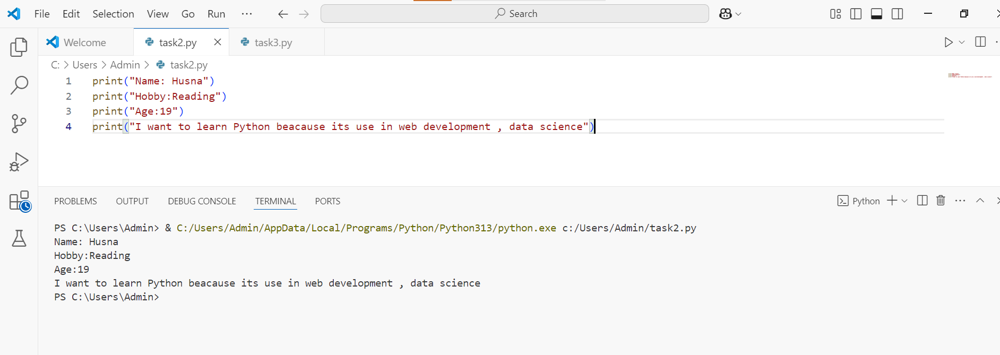 File Edit Selection View Go Run ··· Search
Welcome task2.py task3.py
C: > Users > Admin > task2.py
1 print("Name: Husna")
2 print("Hobby:Reading")
3 print("Age:19")
4 print("I want to learn Python beacause its use in web development , data science")
PROBLEMS OUTPUT DEBUG CONSOLE TERMINAL PORTS Python
PS C:\Users\Admin> & C:/Users/Admin/AppData/Local/Programs/Python/Python313/python.exe c:/Users/Admin/task2.py
Name: Husna
Hobby:Reading
Age:19
I want to learn Python beacause its use in web development , data science
PS C:\Users\Admin>